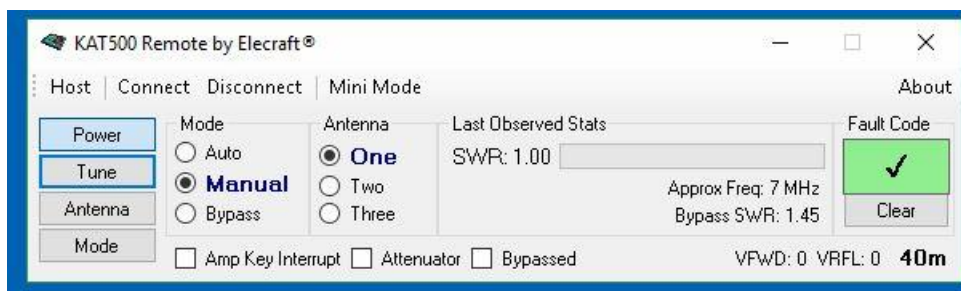 KAT500 Remote by Elecraft®
Host Connect Disconnect Mini Mode About
Power
Tune
Antenna
Mode
Mode
Auto
Manual
Bypass
Antenna
One
Two
Three
Last Observed Stats
SWR: 1.00
Approx Freq: 7 MHz
Bypass SWR: 1.45
Fault Code
✓
Clear
Amp Key Interrupt Attenuator Bypassed VFWD: 0 VRFL: 0 40m